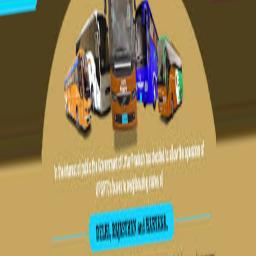 In the interest of public the Government of Uttar Pradesh has decided to allow the operation of
UPSRTC's buses to neighbouring states of
DELHI, RAJASTHAN and HARYANA.